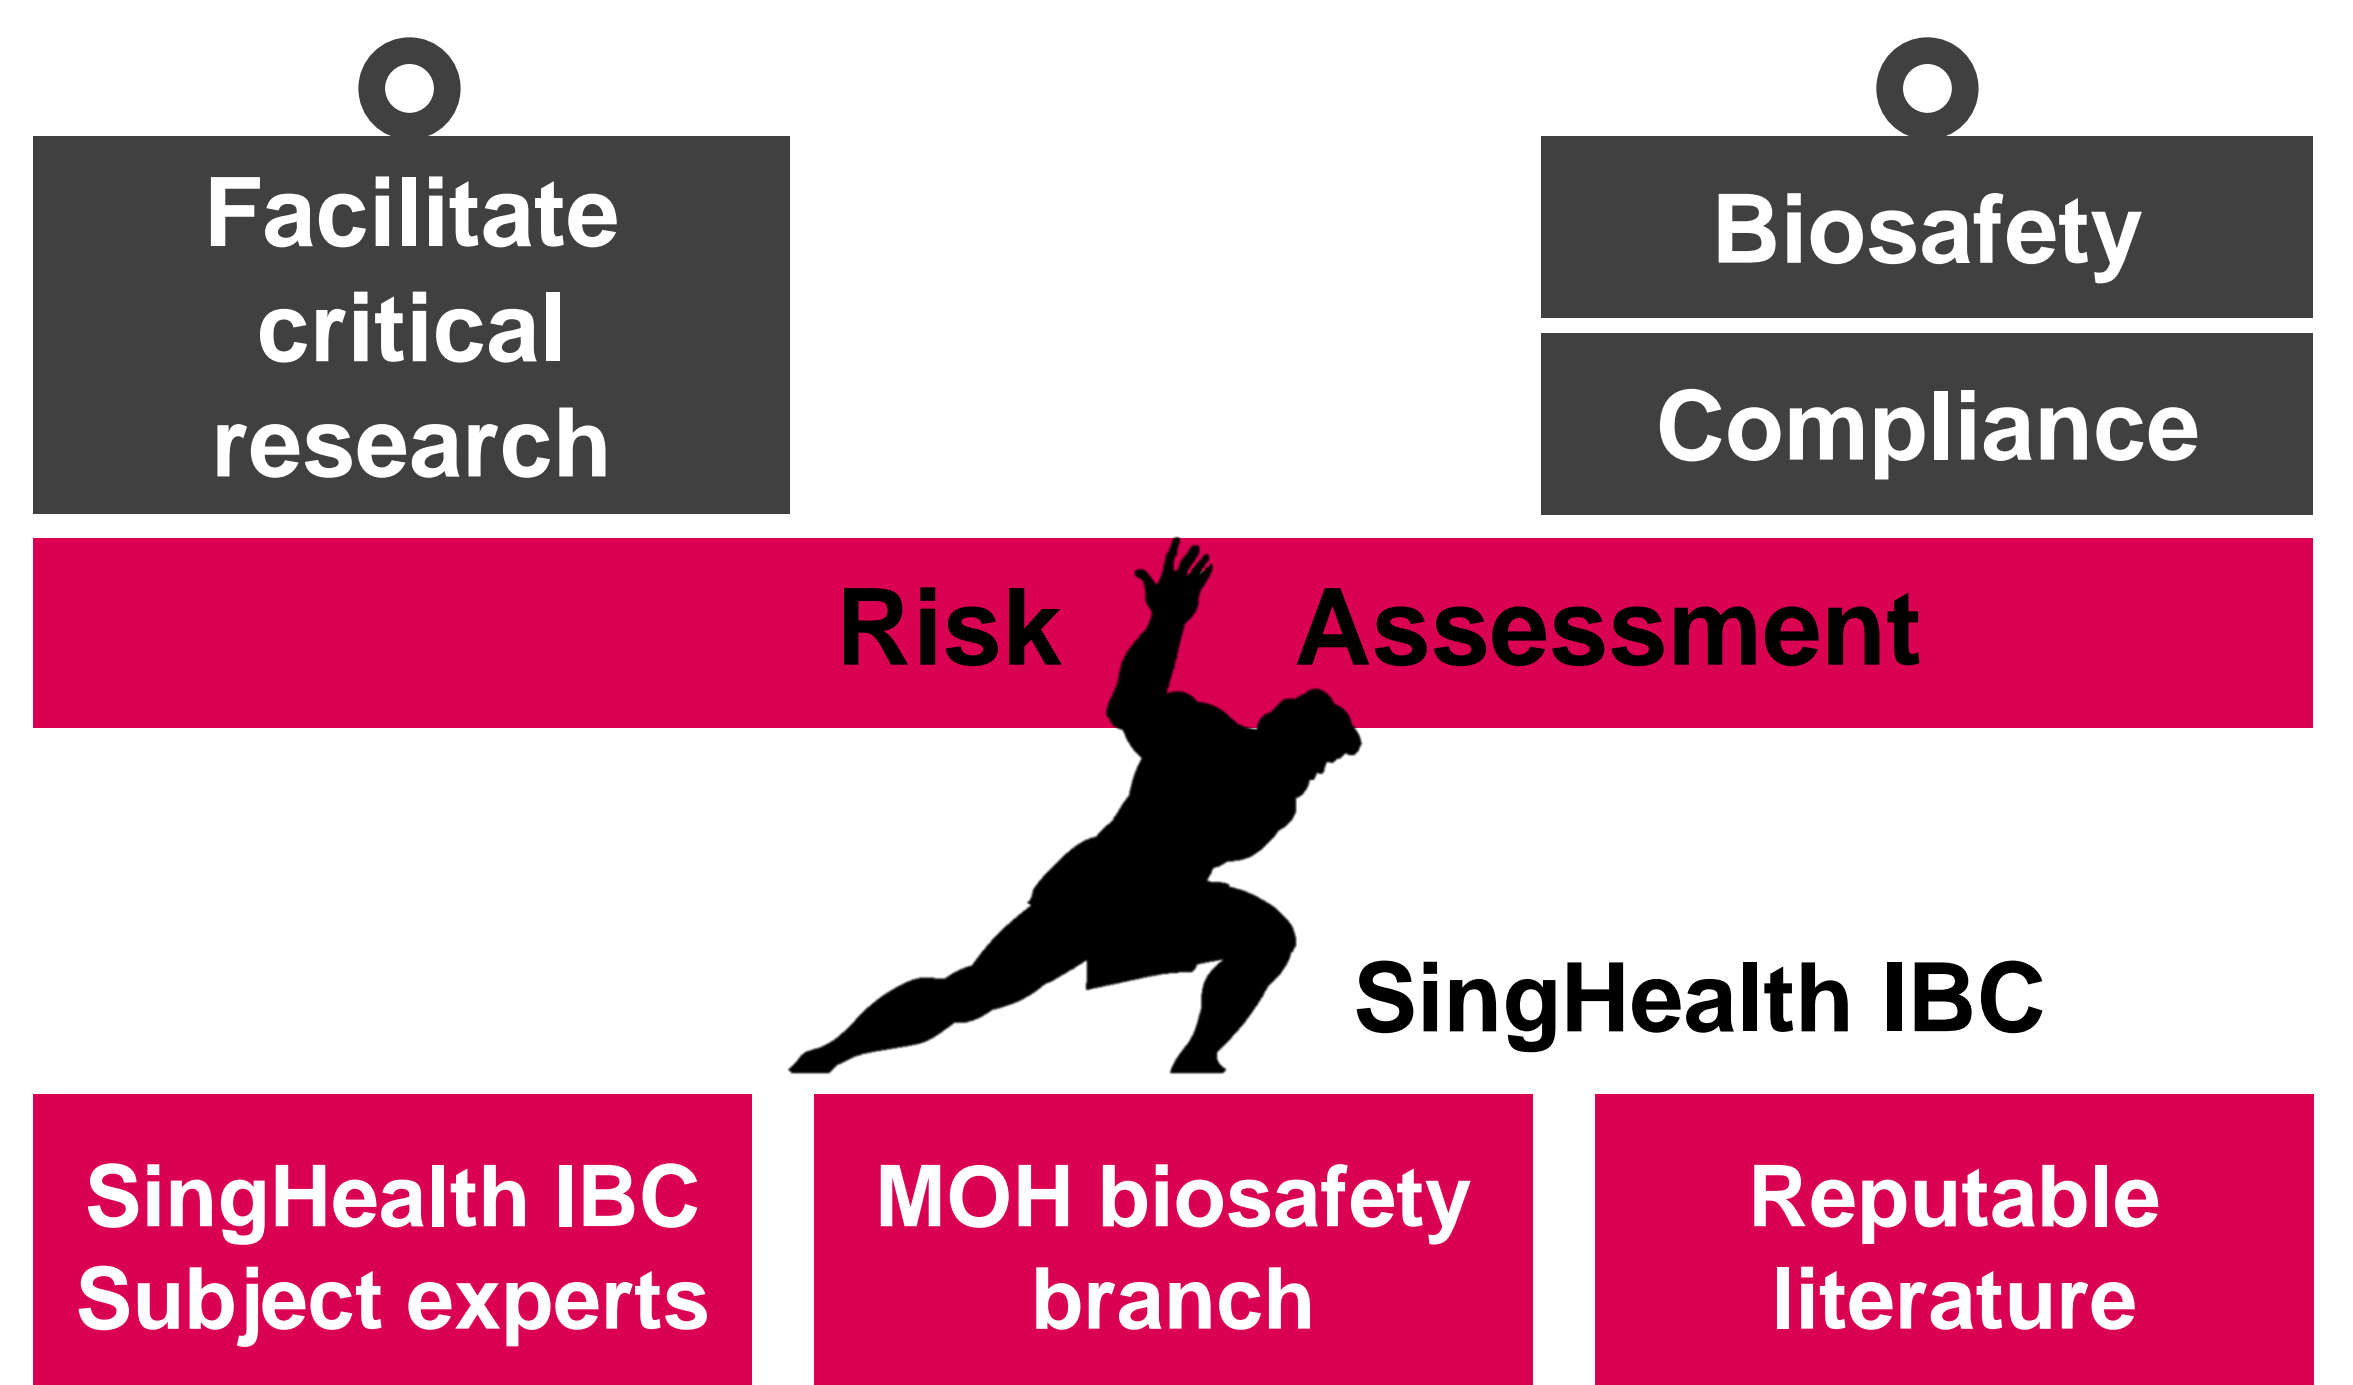 Facilitate
critical
research
Biosafety
Compliance
Risk Assessment
SingHealth IBC
SingHealth IBC
Subject experts
MOH biosafety
branch
Reputable
literature